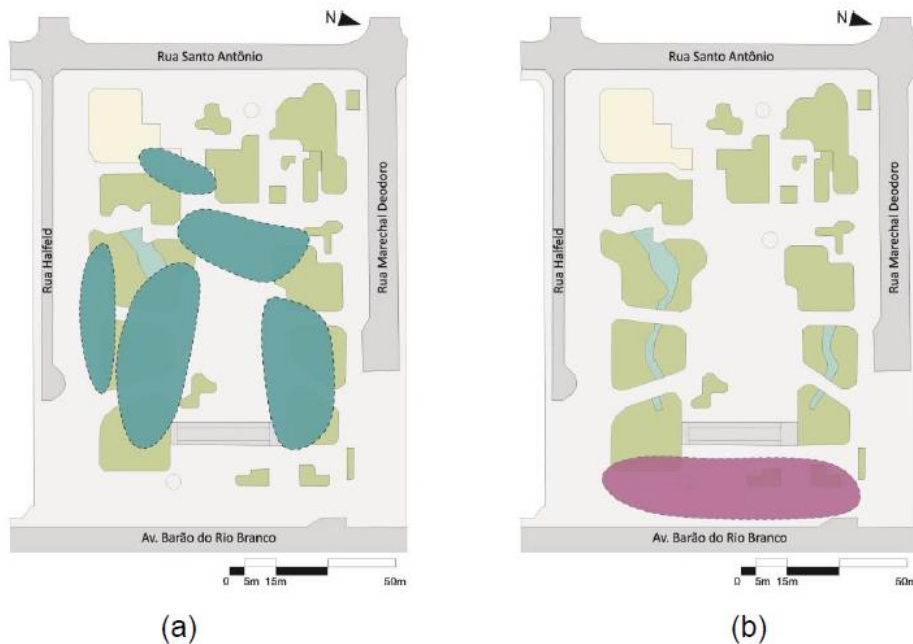 N
Rua Santo Antônio
Rua Halfeld
Rua Marechal Deodoro
Av. Barão do Rio Branco
0 5m 15m 50m
(a)
N
Rua Santo Antônio
Rua Halfeld
Rua Marechal Deodoro
Av. Barão do Rio Branco
0 5m 15m 50m
(b)